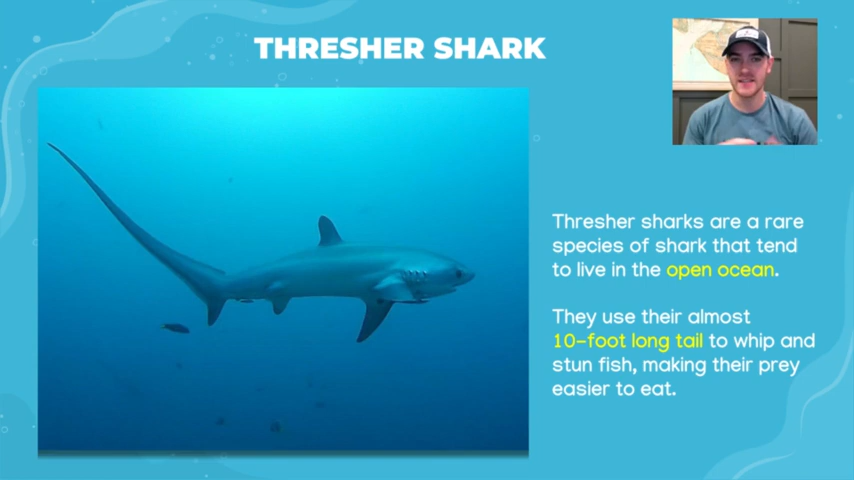 THRESHER SHARK
Thresher sharks are a rare
species of shark that tend
to live in the open ocean.
They use their almost
10-foot long tail to whip and
stun fish, making their prey
easier to eat.